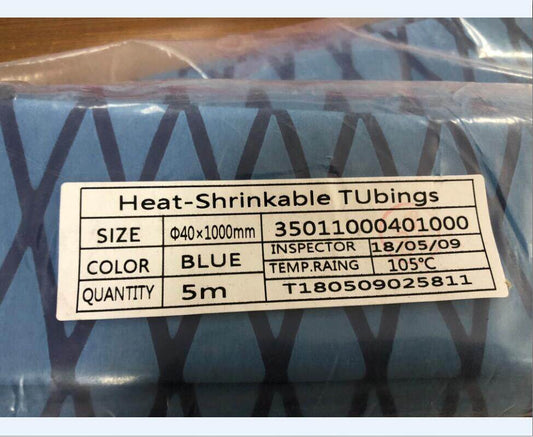 Heat-Shrinkable TUbings
SIZE Φ40×1000mm 35011000401000
INSPECTOR 18/05/09
COLOR BLUE TEMP.RAING 105℃
QUANTITY 5m T180509025811